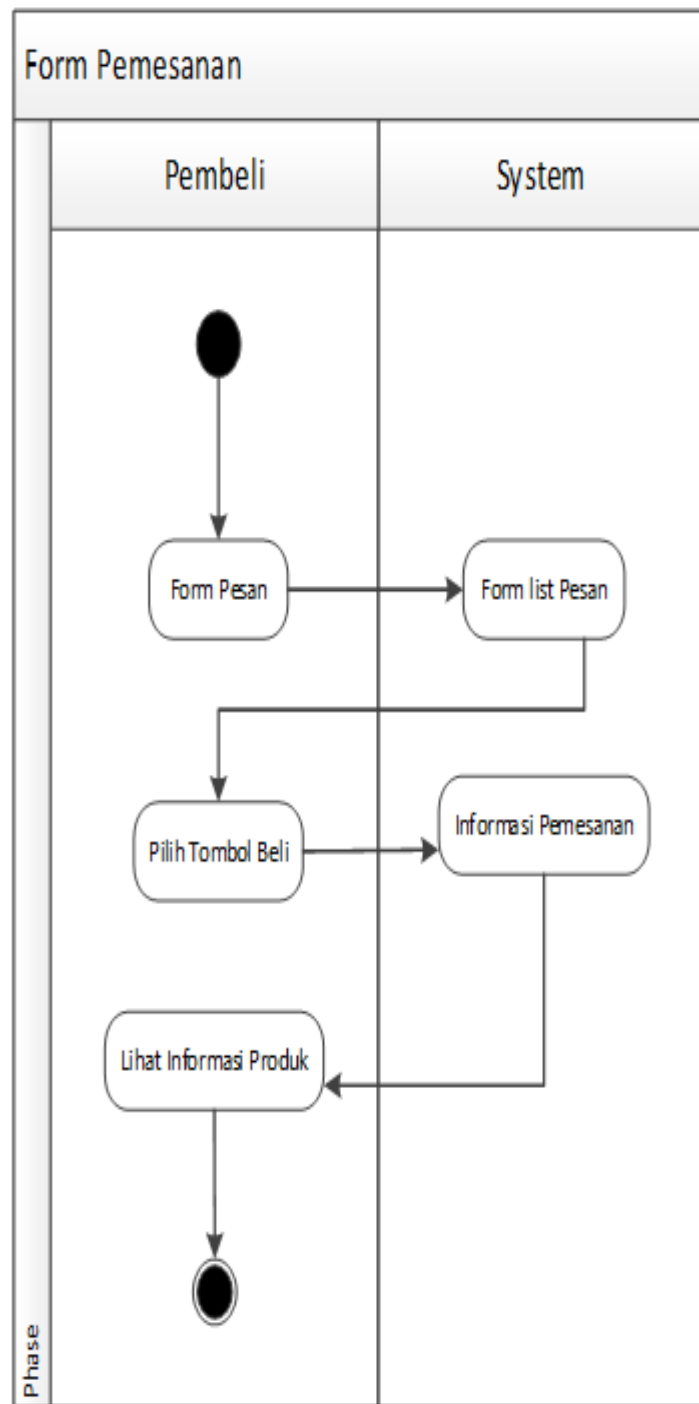 Form Pemesanan
Pembeli
System
Form Pesan
Form list Pesan
Pilih Tombol Beli
Informasi Pemesanan
Lihat Informasi Produk
Phase